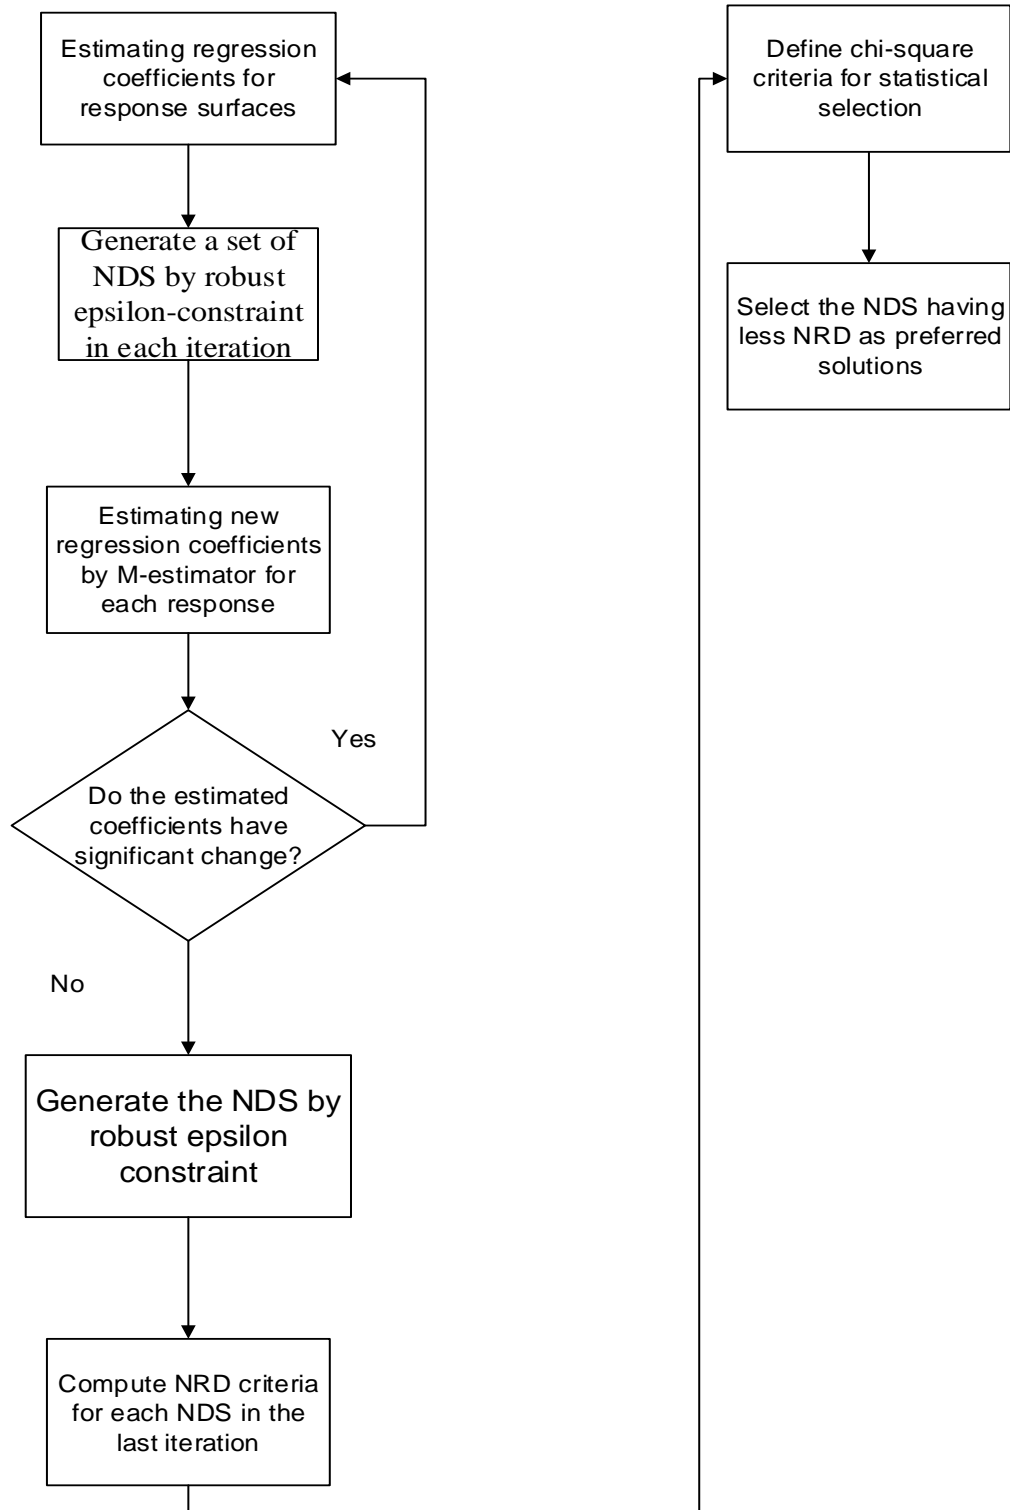 Estimating regression
coefficients for
response surfaces
Generate a set of
NDS by robust
epsilon-constraint
in each iteration
Estimating new
regression coefficients
by M-estimator for
each response
Yes
Do the estimated
coefficients have
significant change?
No
Generate the NDS by
robust epsilon
constraint
Compute NRD criteria
for each NDS in the
last iteration
Define chi-square
criteria for statistical
selection
Select the NDS having
less NRD as preferred
solutions